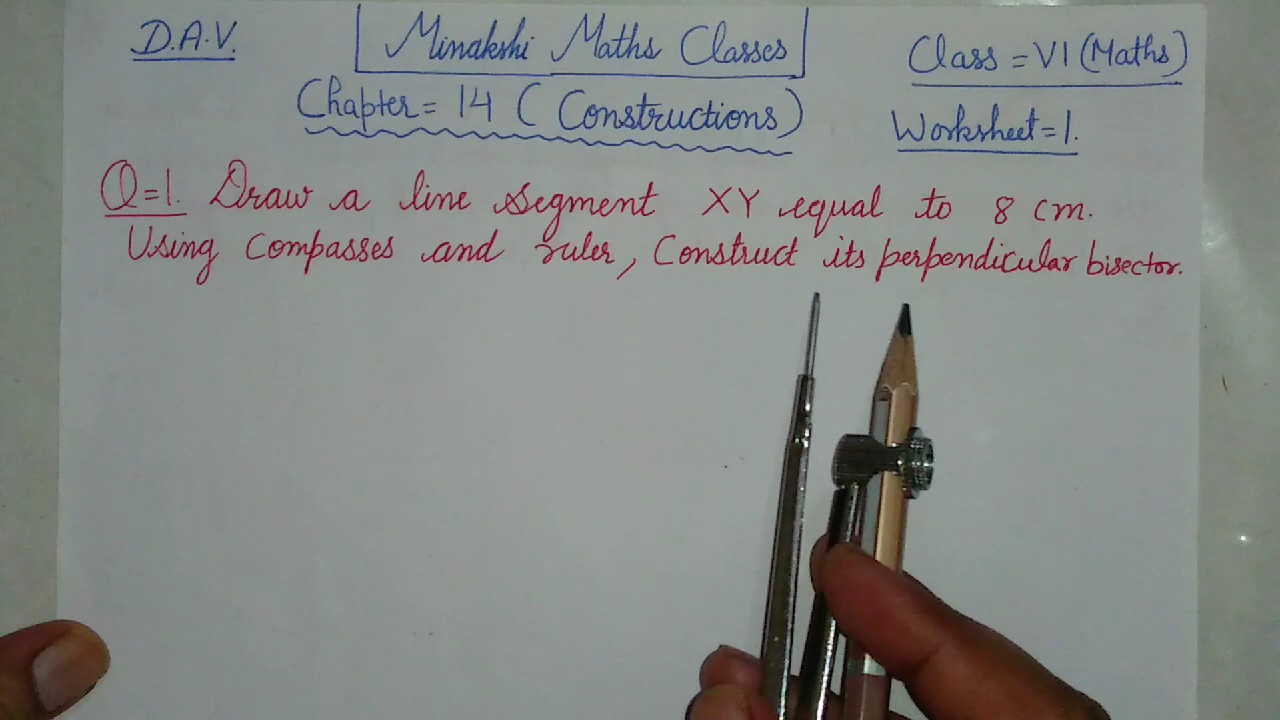 D.A.V.
Minakshi Maths Classes
Class = VI (Maths)
Chapter = 14 ( Constructions)
Worksheet = 1.
Q=1. Draw a line segment XY equal to 8 cm.
Using compasses and ruler, Construct its perpendicular bisector.